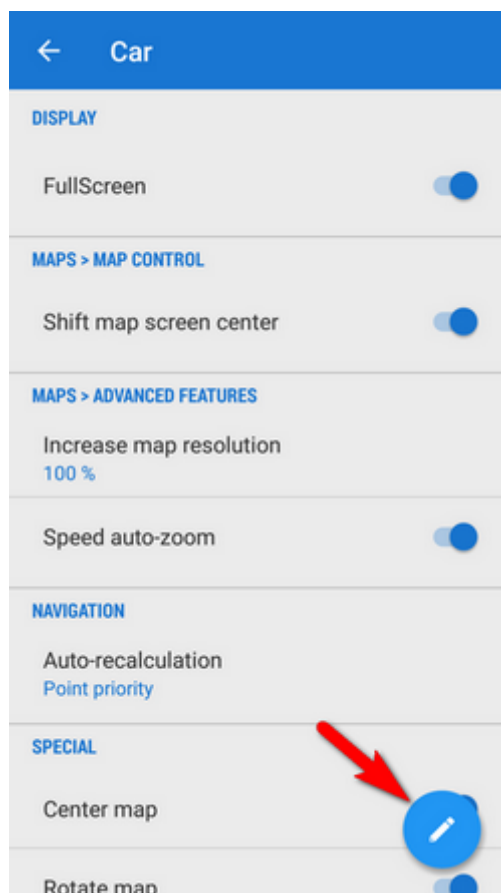 Car
DISPLAY
FullScreen
MAPS > MAP CONTROL
Shift map screen center
MAPS > ADVANCED FEATURES
Increase map resolution
100 %
Speed auto-zoom
NAVIGATION
Auto-recalculation
Point priority
SPECIAL
Center map
Rotate map